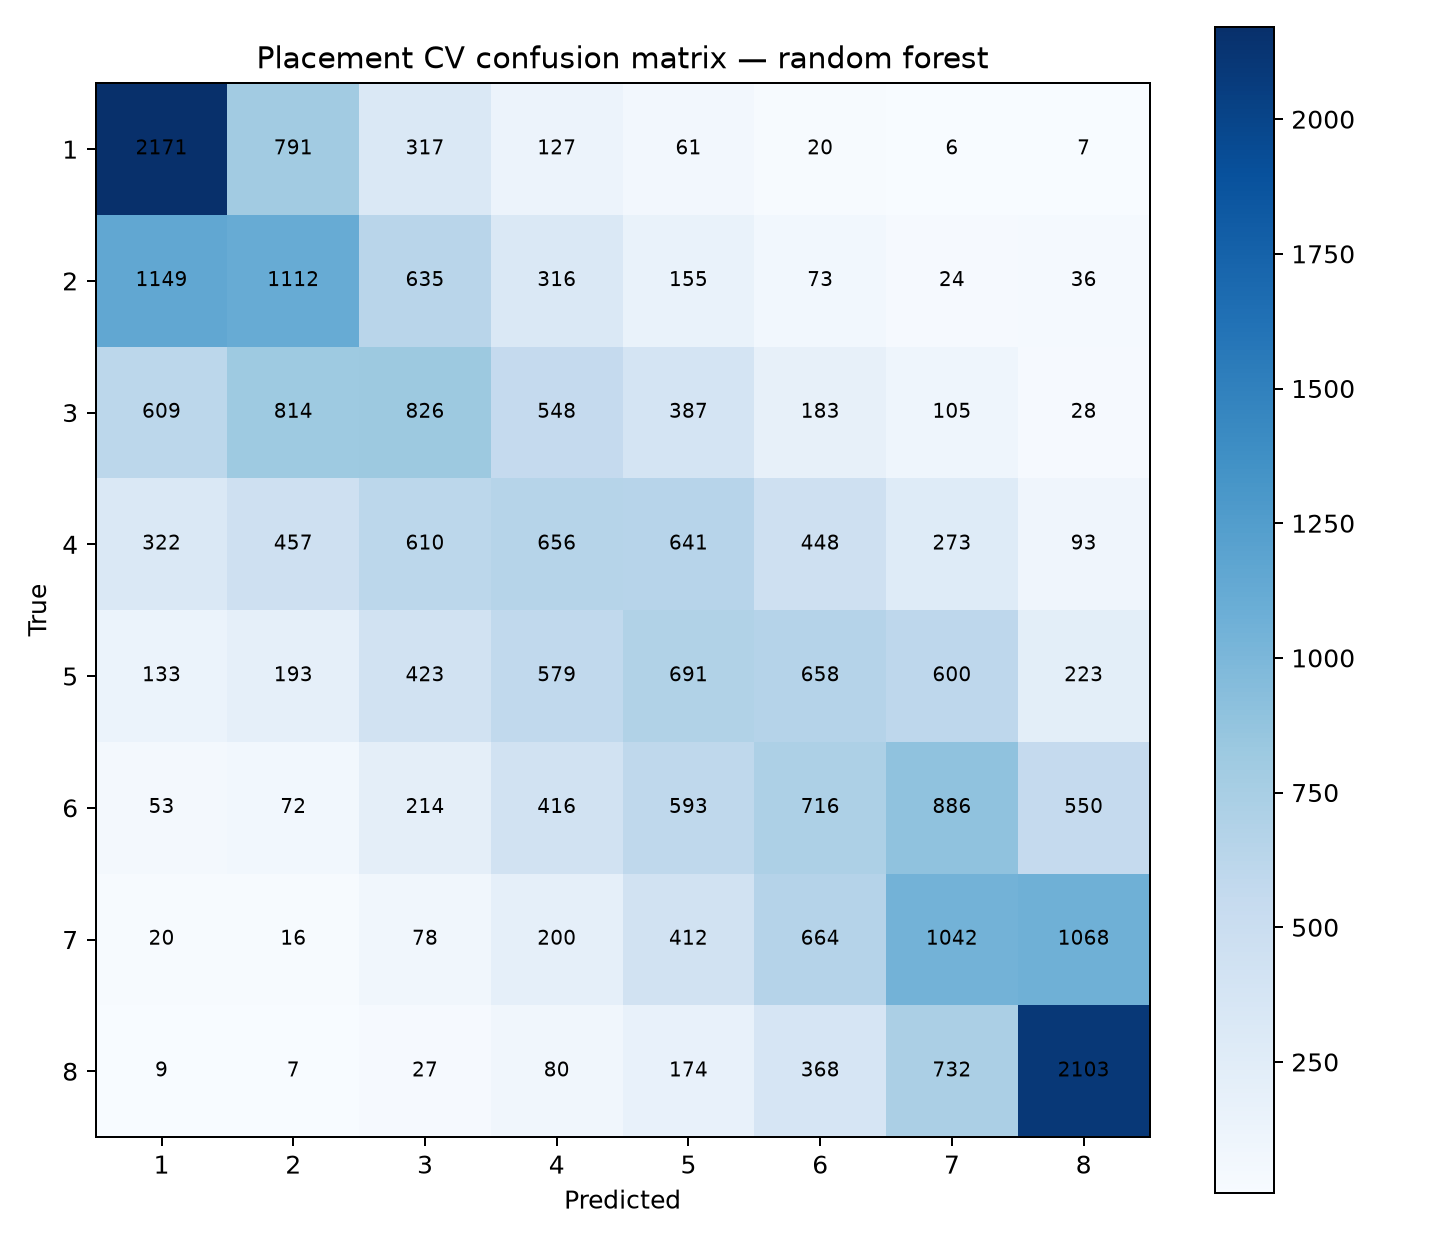 Placement CV confusion matrix — random forest
1 2171 791 317 127 61 20 6 7
2 1149 1112 635 316 155 73 24 36
3 609 814 826 548 387 183 105 28
4 322 457 610 656 641 448 273 93
5 133 193 423 579 691 658 600 223
6 53 72 214 416 593 716 886 550
7 20 16 78 200 412 664 1042 1068
8 9 7 27 80 174 368 732 2103
1 2 3 4 5 6 7 8
Predicted
True
2000
1750
1500
1250
1000
750
500
250